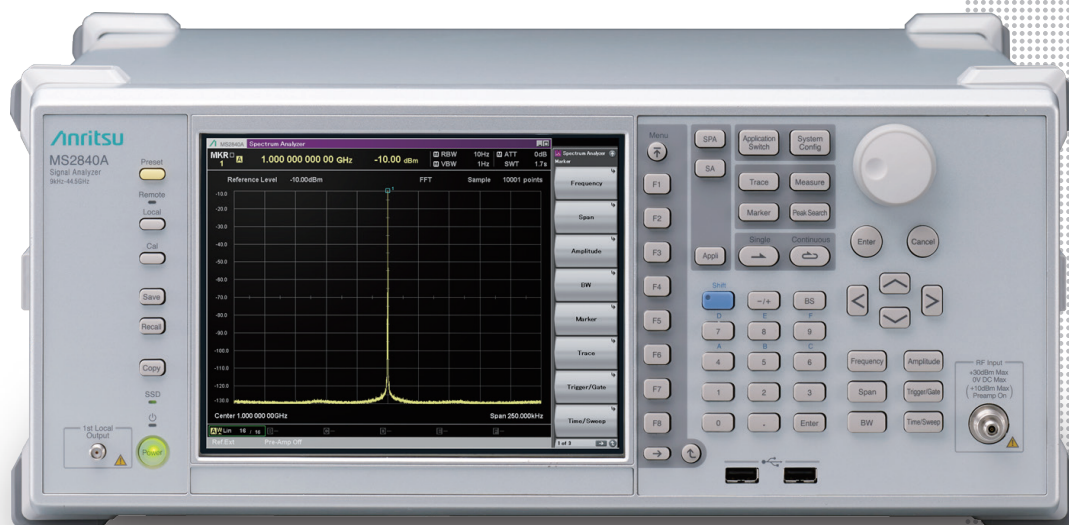 Anritsu
MS2840A
Signal Analyzer
9kHz-44.5GHz
Preset
Remote
Local
Cal
Save
Recall
Copy
SSD
1st Local
Output
Power
MS2840A Spectrum Analyzer
MKR
1
A
1.000 000 000 00 GHz
-10.00 dBm
RBW 10Hz
VBW 1Hz
ATT 0dB
SWT 1.7s
Reference Level -10.00dBm
FFT
Sample
10001 points
1
-10.0
-20.0
-30.0
-40.0
-50.0
-60.0
-70.0
-80.0
-90.0
-100.0
-110.0
-120.0
-130.0
Center 1.000 000 00GHz
Span 250.000kHz
Lin 16 / 16
Ref.Ext
Pre-Amp Off
Spectrum Analyzer
Marker
Frequency
Span
Amplitude
BW
Marker
Trace
Trigger/Gate
Time/Sweep
1 of 3
Menu
F1
F2
F3
F4
F5
F6
F7
F8
SPA
SA
Appli
Application
Switch
System
Config
Trace
Measure
Marker
Peak Search
Single
Continuous
Enter
Cancel
Shift
-/+
BS
D
E
F
7
8
9
A
B
C
4
5
6
1
2
3
0
.
Enter
Frequency
Amplitude
Span
Trigger/Gate
BW
Time/Sweep
RF Input
+30dBm Max
0V DC Max
(+10dBm Max
Preamp On)